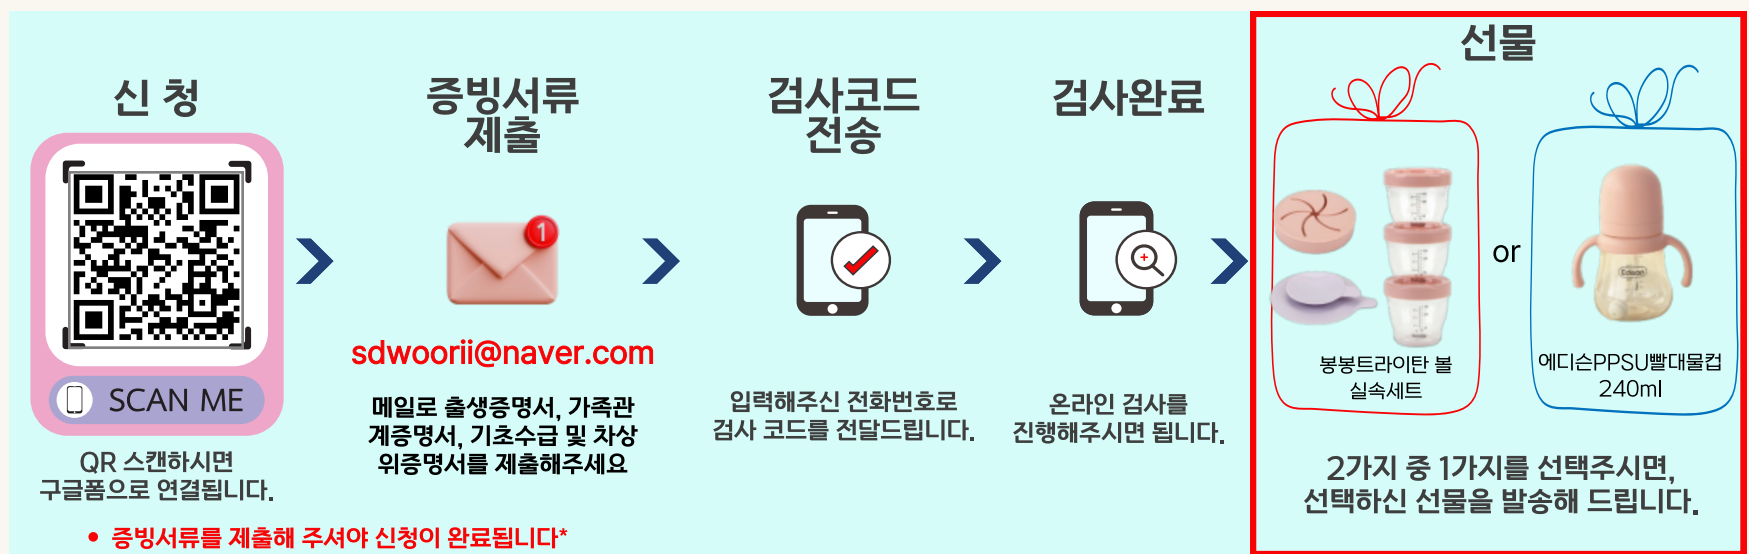 신 청
SCAN ME
QR 스캔하시면
구글폼으로 연결됩니다.
증빙서류
제출
1
sdwoorii@naver.com
메일로 출생증명서, 가족관
계증명서, 기초수급 및 차상
위증명서를 제출해주세요
• 증빙서류를 제출해 주셔야 신청이 완료됩니다*
검사코드
전송
입력해주신 전화번호로
검사 코드를 전달드립니다.
검사완료
온라인 검사를
진행해주시면 됩니다.
선물
봉봉트라이탄 볼
실속세트
or
Edison
에디슨PPSU빨대물컵
240ml
2가지 중 1가지를 선택주시면,
선택하신 선물을 발송해 드립니다.